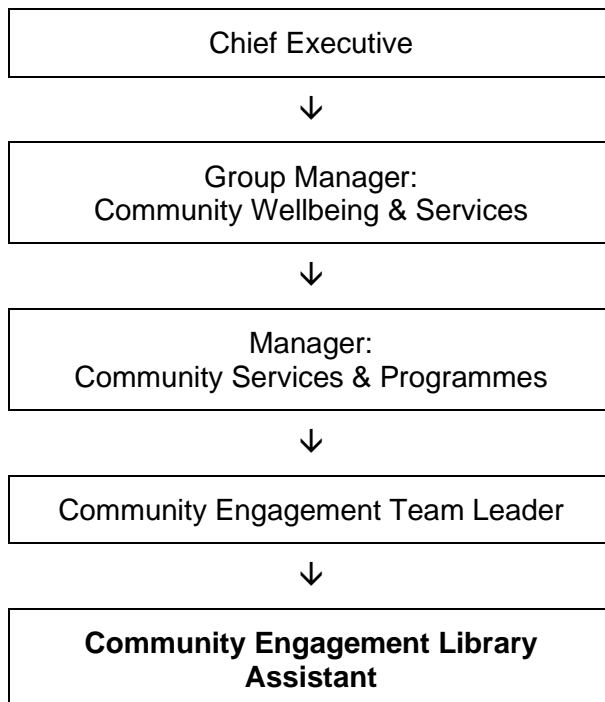 Chief Executive
↓
Group Manager:
Community Wellbeing & Services
↓
Manager:
Community Services & Programmes
↓
Community Engagement Team Leader
↓
Community Engagement Library
Assistant